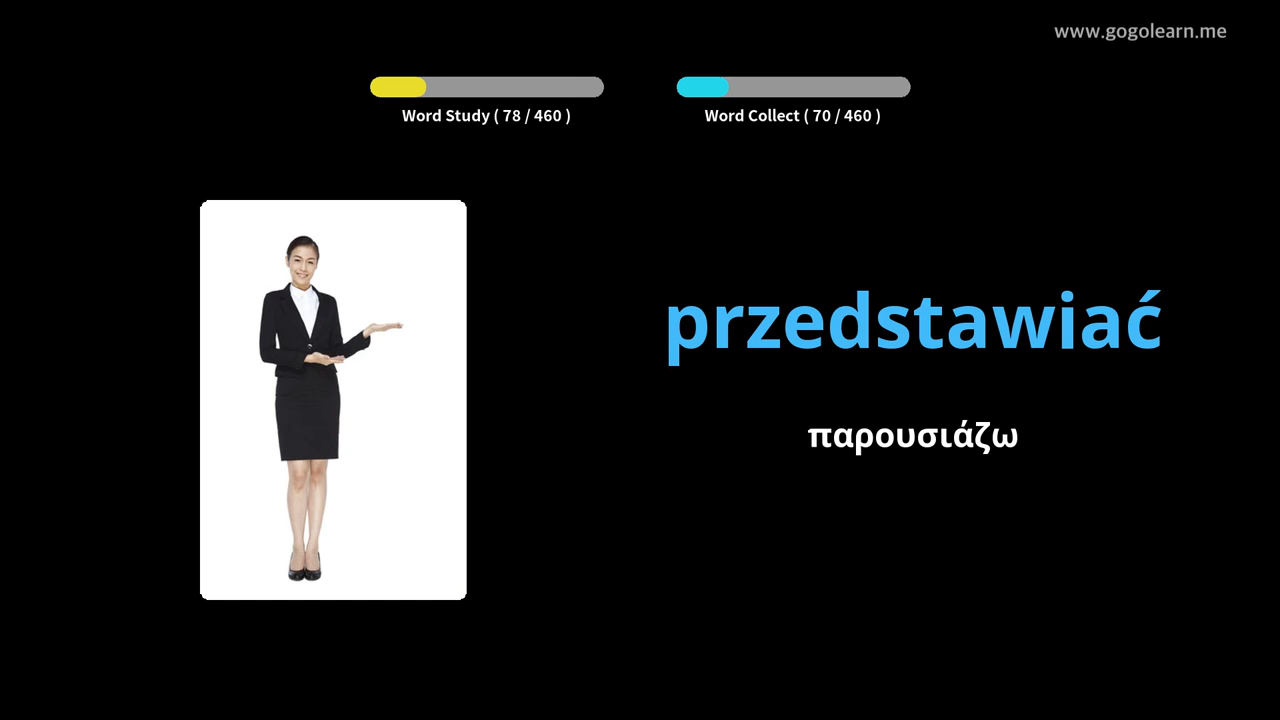 www.gogolearn.me
Word Study ( 78 / 460 )
Word Collect ( 70 / 460 )
przedstawiać
παρουσιάζω